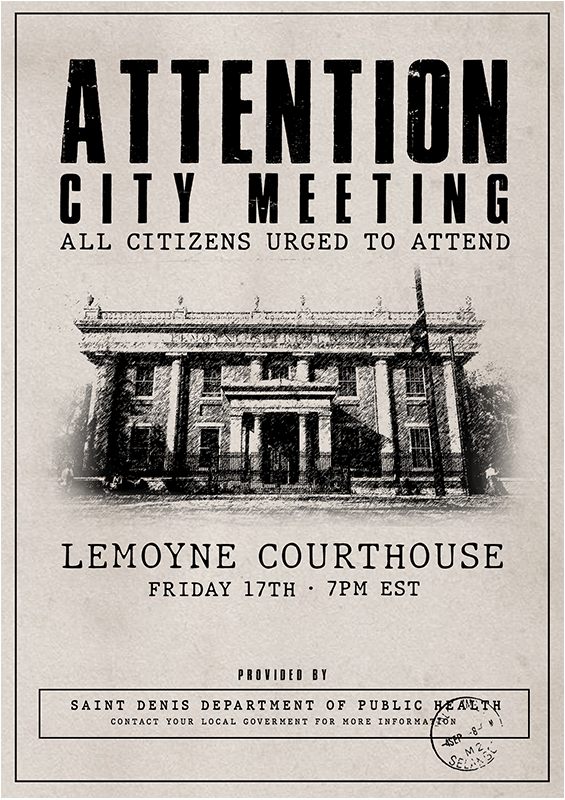 ATTENTION
CITY MEETING
ALL CITIZENS URGED TO ATTEND
LEMOYNE COURTHOUSE
FRIDAY 17TH · 7PM EST
PROVIDED BY
SAINT DENIS DEPARTMENT OF PUBLIC HEALTH
CONTACT YOUR LOCAL GOVERMENT FOR MORE INFORMATION